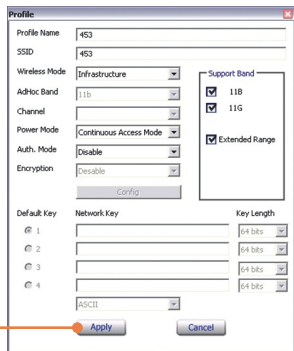 Profile
Profile Name 453
SSID 453
Wireless Mode Infrastructure
AdHoc Band 11b
Channel
Power Mode Continuous Access Mode
Auth. Mode Disable
Encryption Desable
Config
Support Band
11B
11G
Extended Range
Default Key Network Key Key Length
1 64 bits
2 64 bits
3 64 bits
4 64 bits
ASCII
Apply Cancel